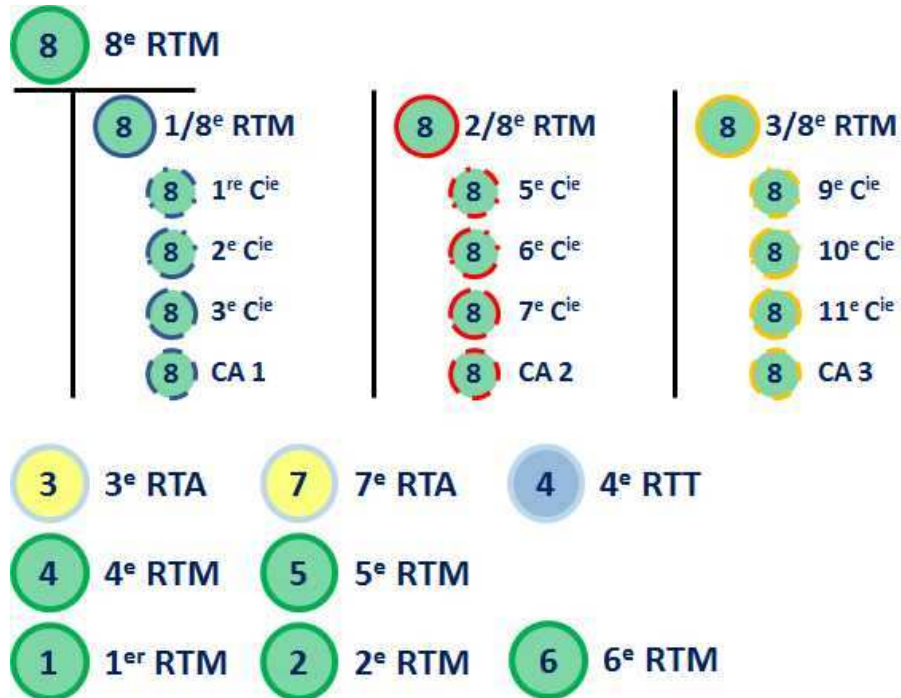 8 8ᵉ RTM
8 1/8ᵉ RTM
8 1ʳᵉ Cⁱᵉ
8 2ᵉ Cⁱᵉ
8 3ᵉ Cⁱᵉ
8 CA 1
8 2/8ᵉ RTM
8 5ᵉ Cⁱᵉ
8 6ᵉ Cⁱᵉ
8 7ᵉ Cⁱᵉ
8 CA 2
8 3/8ᵉ RTM
8 9ᵉ Cⁱᵉ
8 10ᵉ Cⁱᵉ
8 11ᵉ Cⁱᵉ
8 CA 3
3 3ᵉ RTA 7 7ᵉ RTA 4 4ᵉ RTT
4 4ᵉ RTM 5 5ᵉ RTM
1 1ᵉʳ RTM 2 2ᵉ RTM 6 6ᵉ RTM